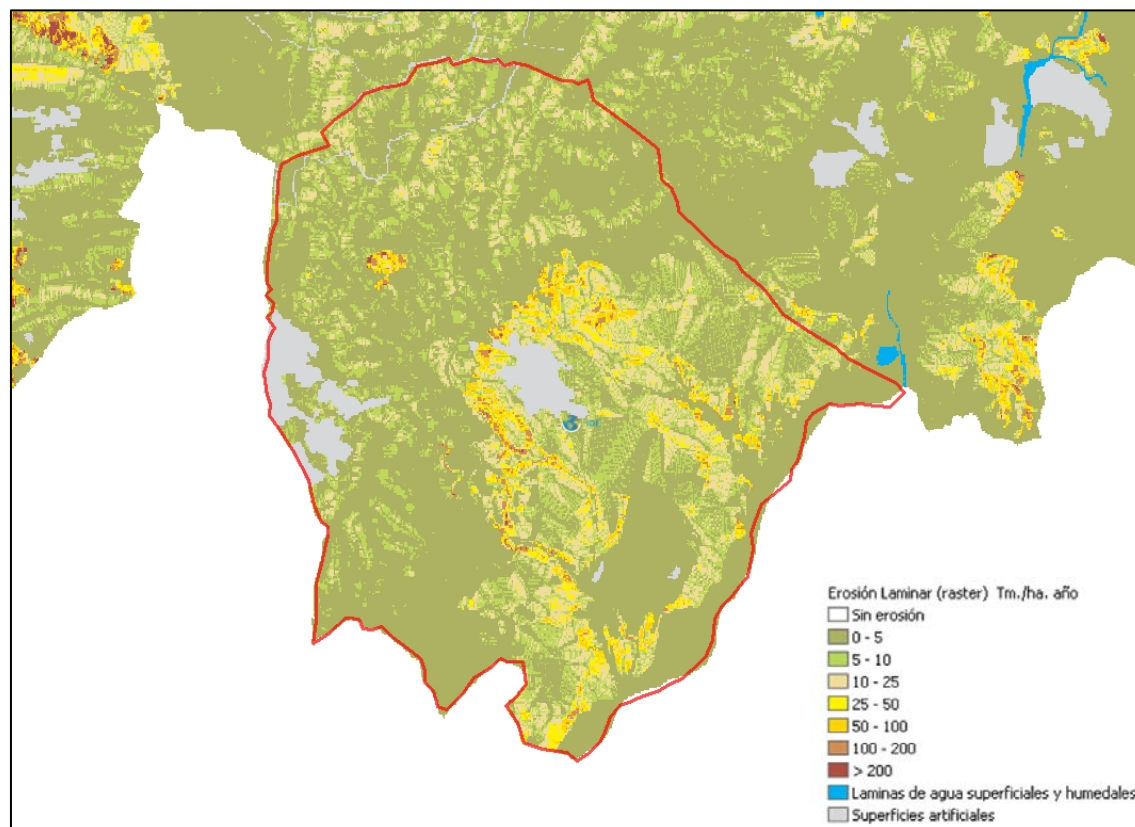 Erosión Laminar (raster) Tm./ha. año
Sin erosión
0 - 5
5 - 10
10 - 25
25 - 50
50 - 100
100 - 200
> 200
Laminas de agua superficiales y humedales
Superficies artificiales